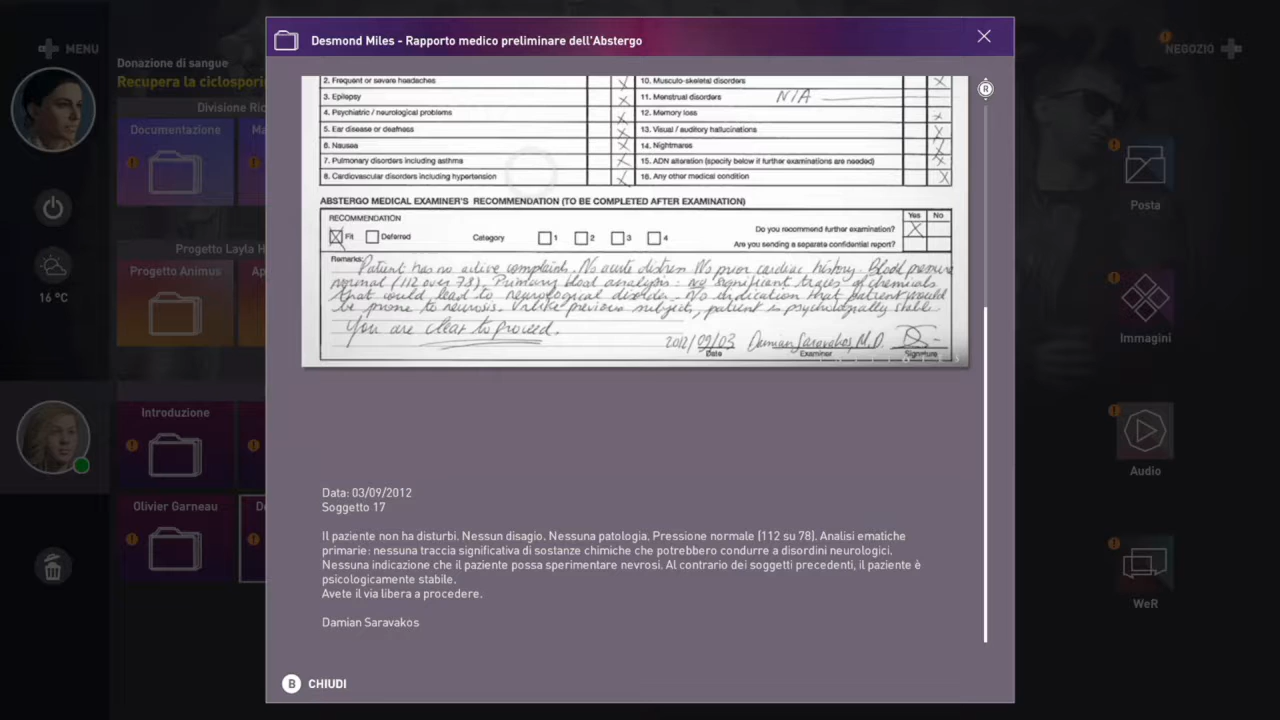 Desmond Miles - Rapporto medico preliminare dell'Abstergo
MENU
NEGOZIO
Donazione di sangue
Recupera la ciclospori
Divisione Ric
Documentazione
Ma
Progetto Layla H
Progetto Animus
Ap
16 °C
Introduzione
Olivier Garneau
De
Posta
Immagini
Audio
WeR
R
2. Frequent or severe headaches
3. Epilepsy
4. Psychiatric / neurological problems
5. Ear disease or deafness
6. Nausea
7. Pulmonary disorders including asthma
8. Cardiovascular disorders including hypertension
10. Musculo-skeletal disorders
11. Menstrual disorders N/A
12. Memory loss
13. Visual / auditory hallucinations
14. Nightmares
15. ADN alteration (specify below if further examinations are needed)
16. Any other medical condition
ABSTERGO MEDICAL EXAMINER'S RECOMMENDATION (TO BE COMPLETED AFTER EXAMINATION)
RECOMMENDATION
Fit Deferred Category 1 2 3 4
Yes No
Do you recommend further examination?
Are you sending a separate confidential report?
Remarks:
Patient has no active complaints. No acute distress. No prior cardiac history. Blood pressure
normal (112 over 78). Primary blood analysis: no significant traces of chemicals
that could lead to neurological disorder. No indication that patient would
be prone to neurosis. Unlike previous subjects, patient is psychologically stable.
You are clear to proceed.
2012/09/03 Damian Saravakos, M.D.
Date Examiner Signature
Data: 03/09/2012
Soggetto 17
Il paziente non ha disturbi. Nessun disagio. Nessuna patologia. Pressione normale (112 su 78). Analisi ematiche
primarie: nessuna traccia significativa di sostanze chimiche che potrebbero condurre a disordini neurologici.
Nessuna indicazione che il paziente possa sperimentare nevrosi. Al contrario dei soggetti precedenti, il paziente è
psicologicamente stabile.
Avete il via libera a procedere.
Damian Saravakos
B CHIUDI